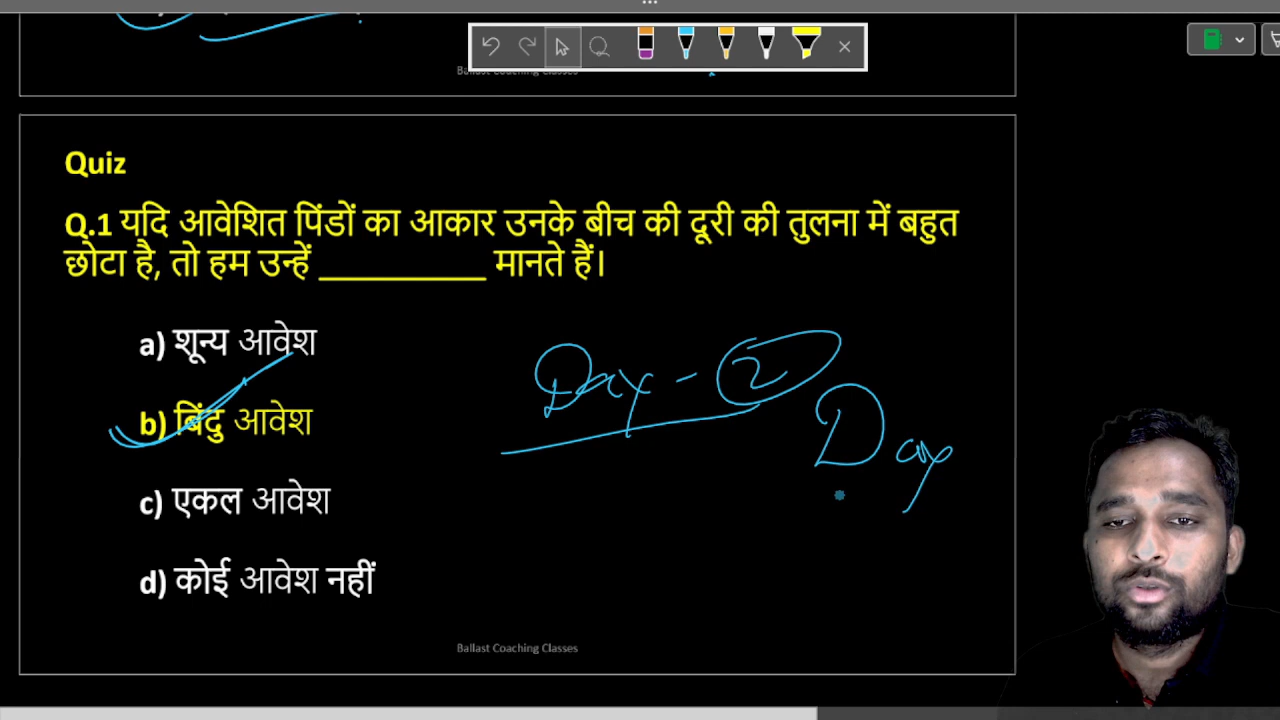 Ballast Coaching Classes
Quiz
Q.1 यदि आवेशित पिंडों का आकार उनके बीच की दूरी की तुलना में बहुत
छोटा है, तो हम उन्हें __________ मानते हैं।
a) शून्य आवेश
b) बिंदु आवेश
c) एकल आवेश
d) कोई आवेश नहीं
Day - 2
Day
Ballast Coaching Classes